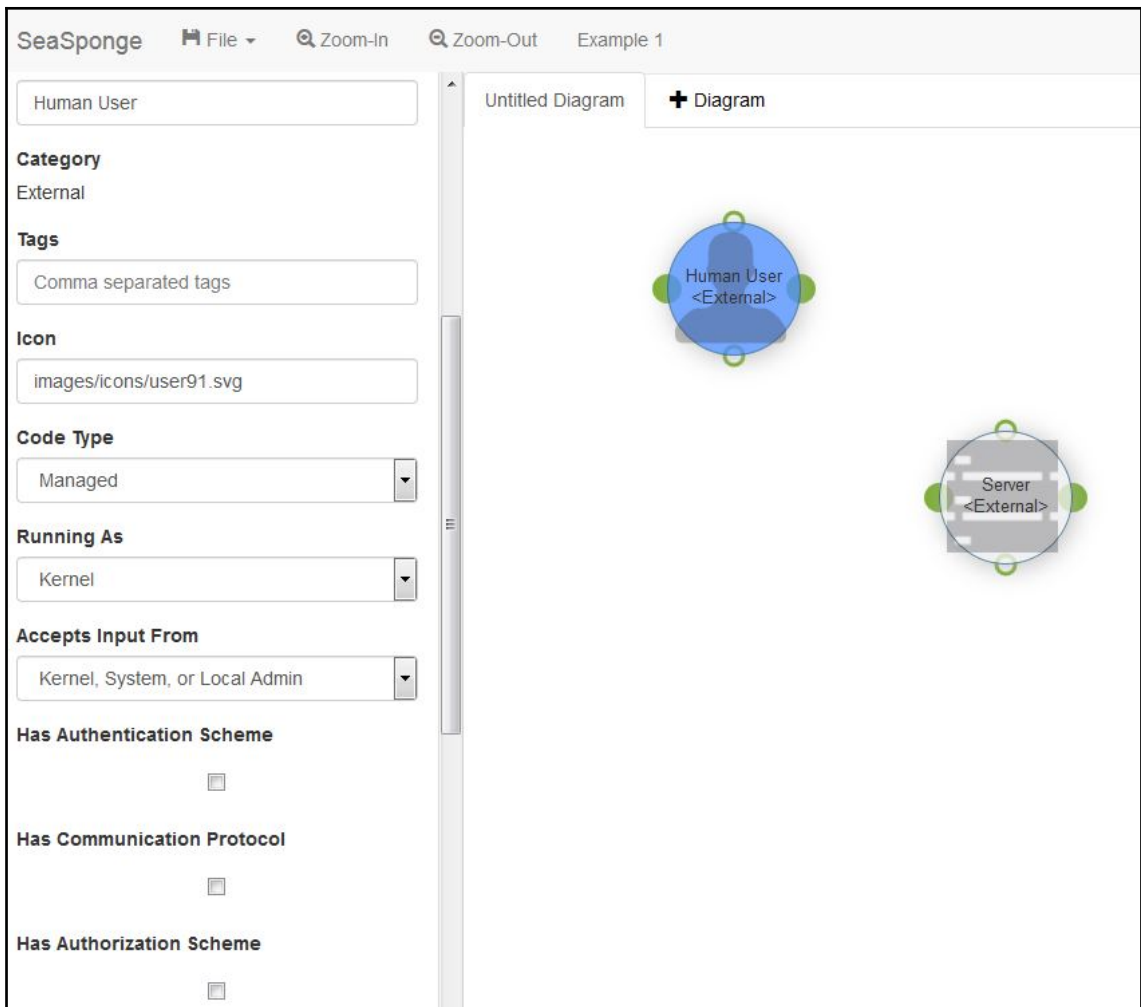 SeaSponge File Zoom-In Zoom-Out Example 1
Human User
Category
External
Tags
Comma separated tags
Icon
images/icons/user91.svg
Code Type
Managed
Running As
Kernel
Accepts Input From
Kernel, System, or Local Admin
Has Authentication Scheme
Has Communication Protocol
Has Authorization Scheme
Untitled Diagram + Diagram
Human User
<External>
Server
<External>